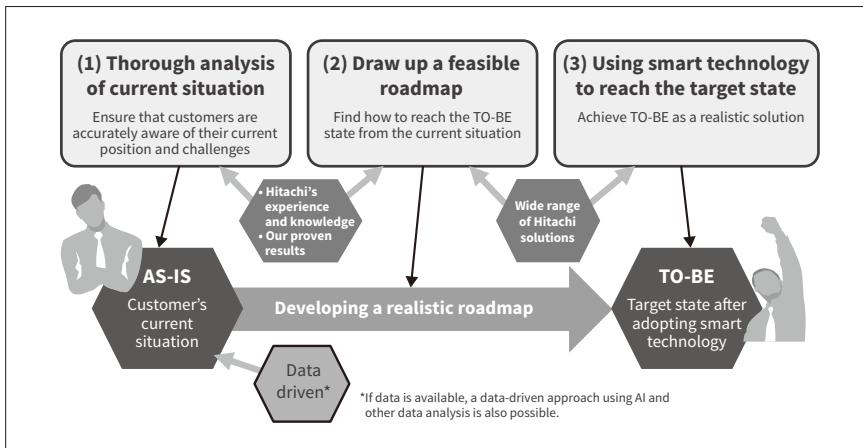 (1) Thorough analysis
of current situation
Ensure that customers are
accurately aware of their current
position and challenges
(2) Draw up a feasible
roadmap
Find how to reach the TO-BE
state from the current situation
(3) Using smart technology
to reach the target state
Achieve TO-BE as a realistic solution
• Hitachi's
experience
and knowledge
• Our proven
results
Wide range
of Hitachi
solutions
AS-IS
Customer's
current
situation
Developing a realistic roadmap
TO-BE
Target state after
adopting smart
technology
Data
driven*
*If data is available, a data-driven approach using AI and
other data analysis is also possible.